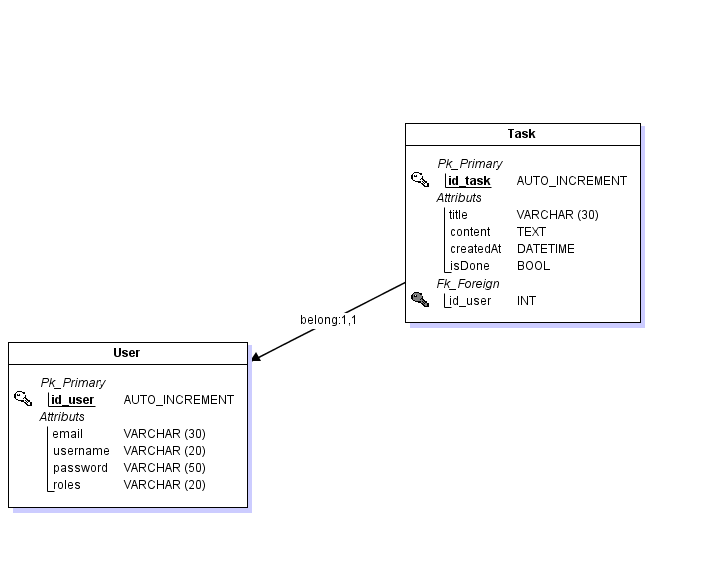 Task
Pk_Primary
id_task AUTO_INCREMENT
Attributs
title VARCHAR (30)
content TEXT
createdAt DATETIME
isDone BOOL
Fk_Foreign
id_user INT
belong:1,1
User
Pk_Primary
id_user AUTO_INCREMENT
Attributs
email VARCHAR (30)
username VARCHAR (20)
password VARCHAR (50)
roles VARCHAR (20)